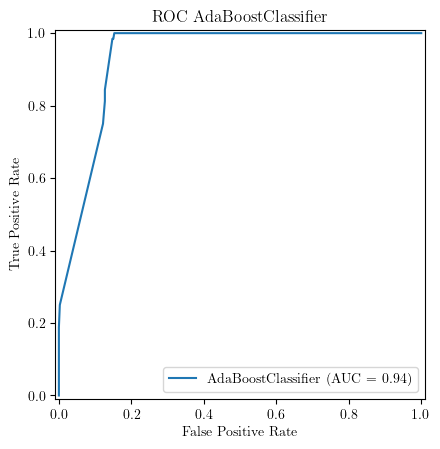 ROC AdaBoostClassifier
1.0
0.8
0.6
0.4
0.2
0.0
True Positive Rate
AdaBoostClassifier (AUC = 0.94)
0.0 0.2 0.4 0.6 0.8 1.0
False Positive Rate